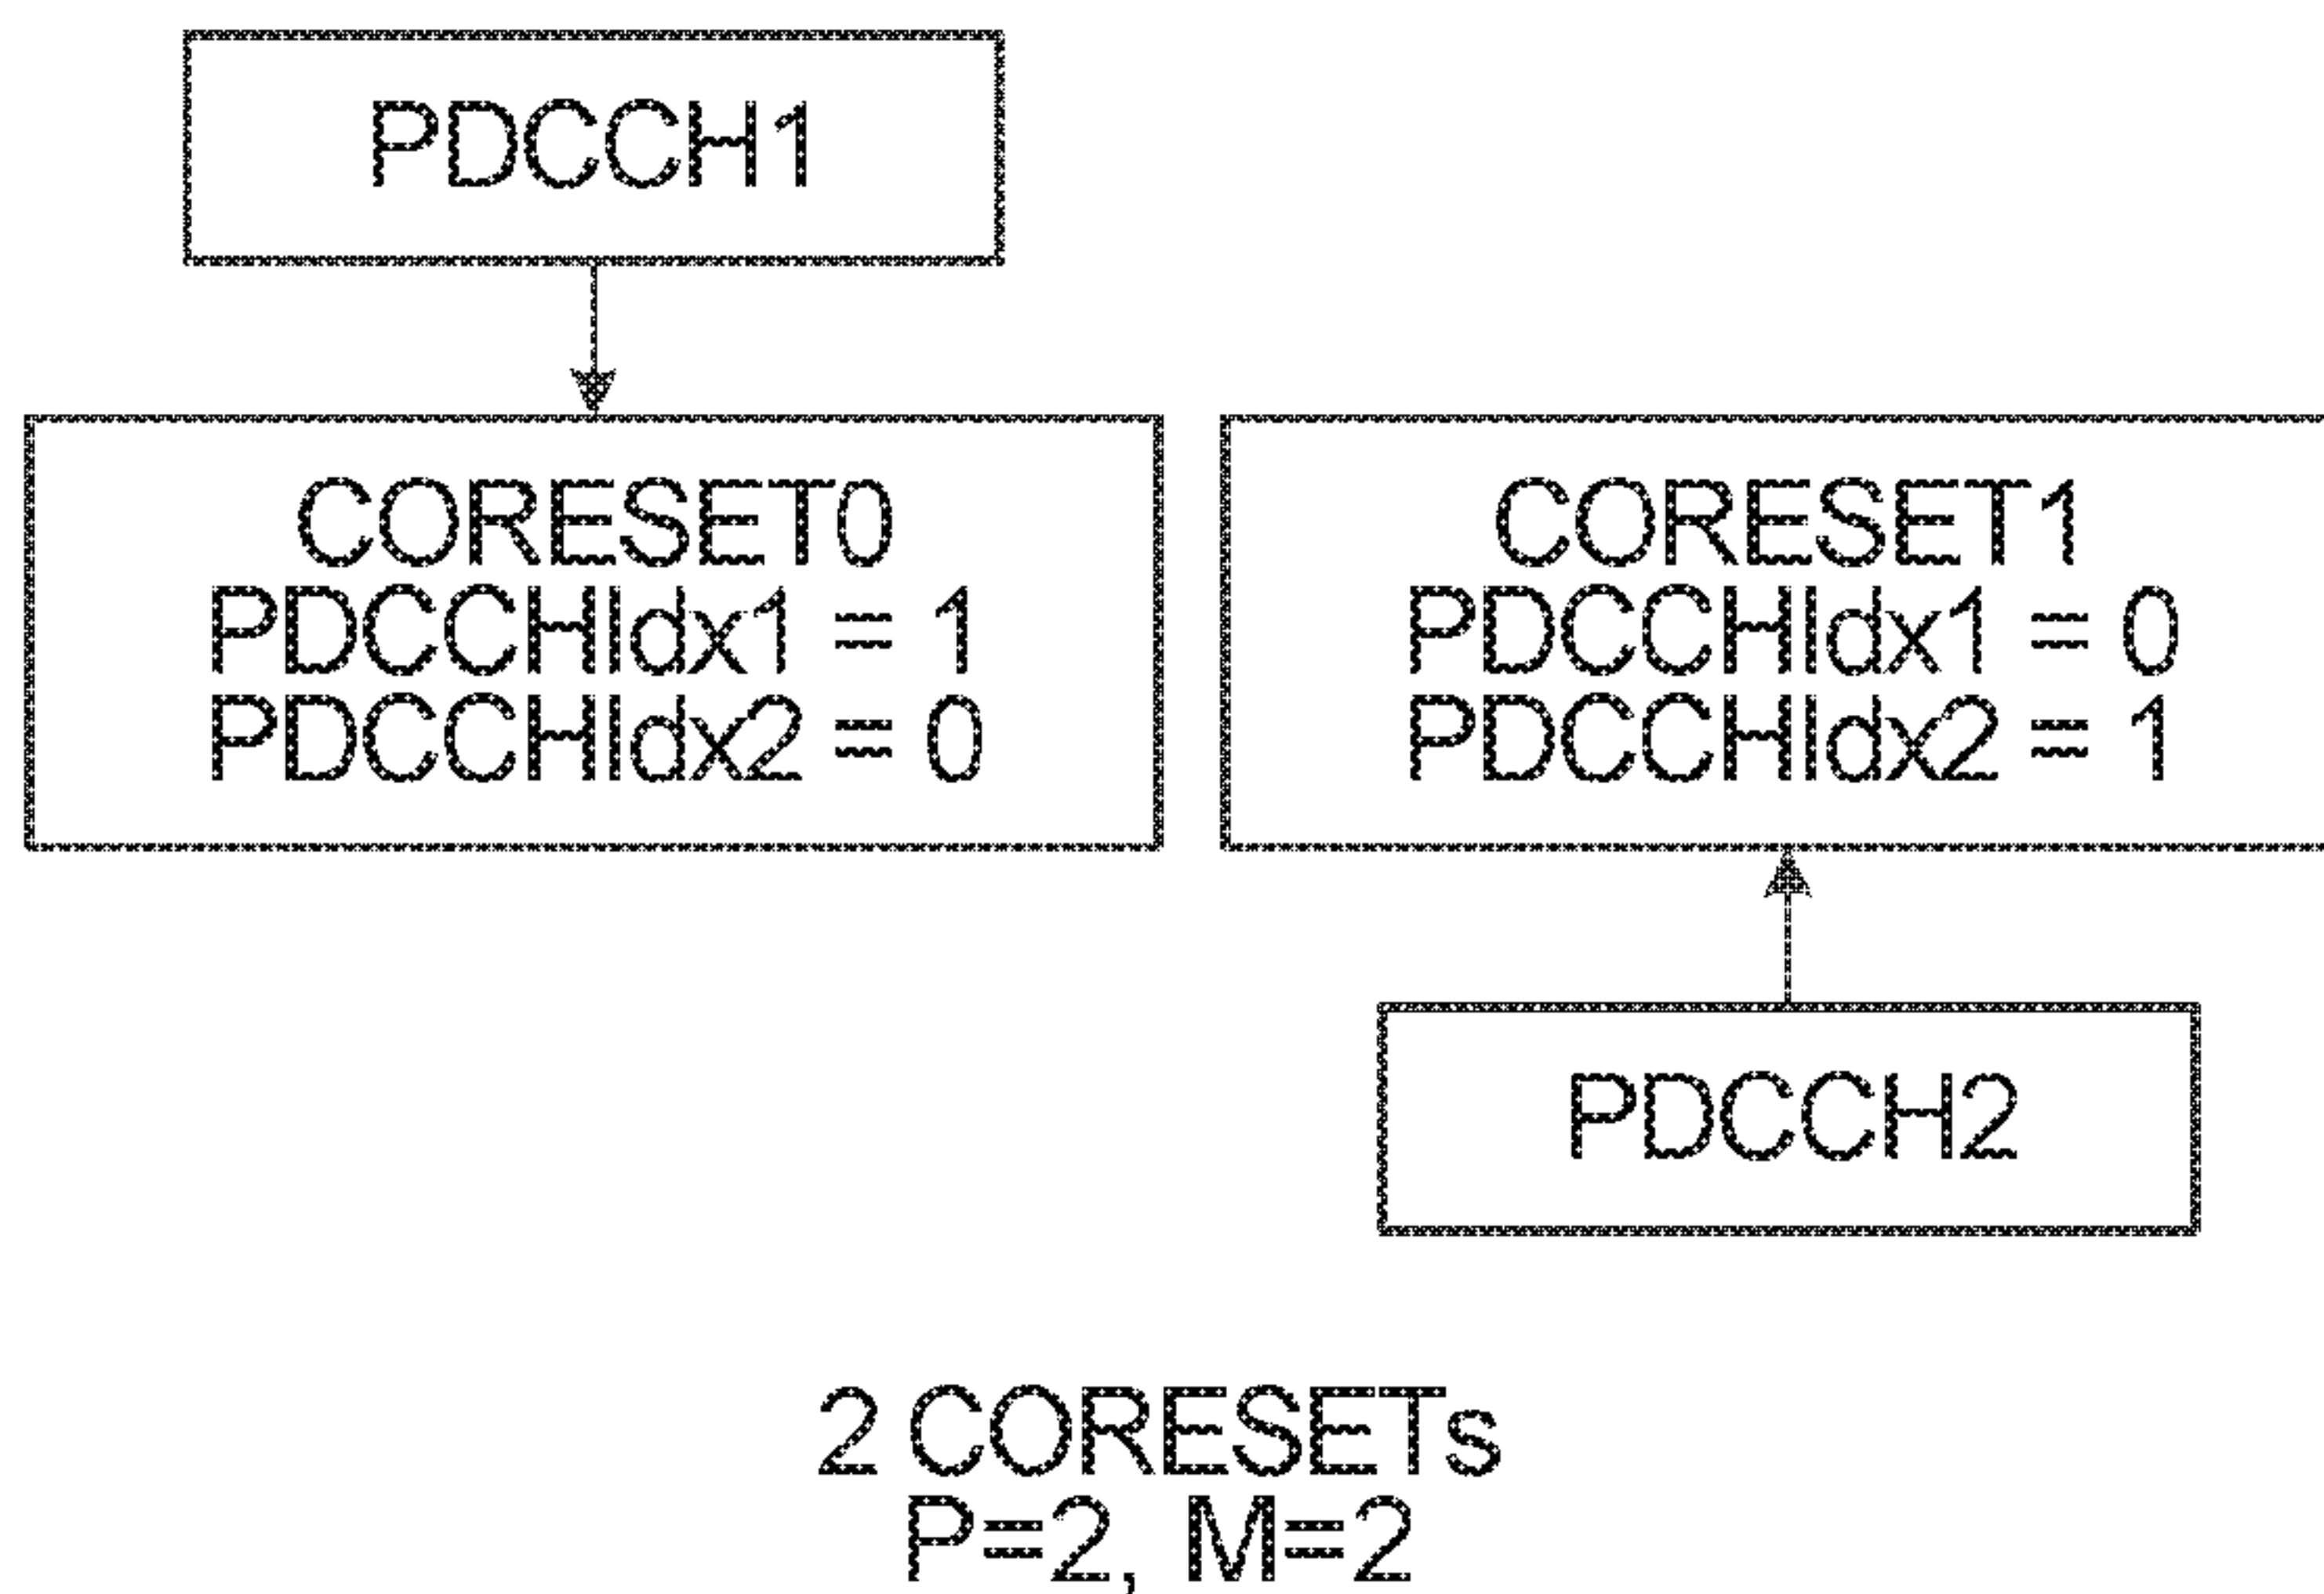 PDCCH1
CORESET0
PDCCHIdx1 = 1
PDCCHIdx2 = 0
CORESET1
PDCCHIdx1 = 0
PDCCHIdx2 = 1
PDCCH2
2 CORESETs
P=2, M=2